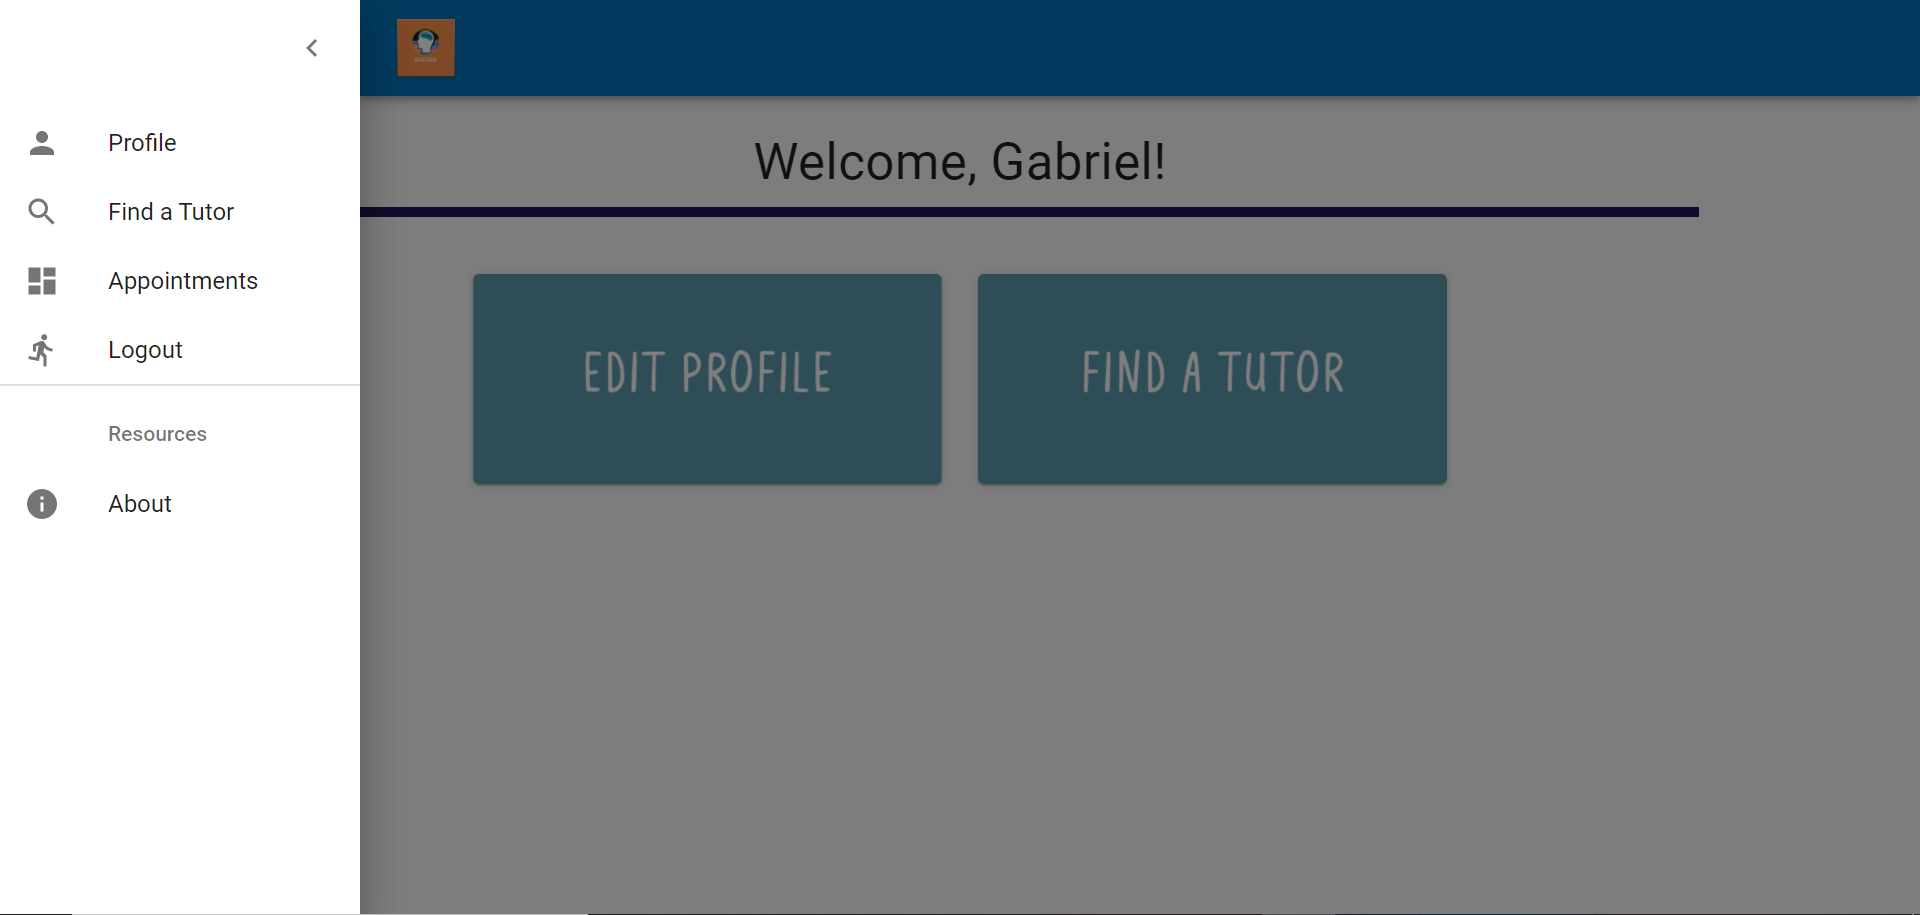 Profile
Find a Tutor
Appointments
Logout
Resources
About
Welcome, Gabriel!
EDIT PROFILE
FIND A TUTOR